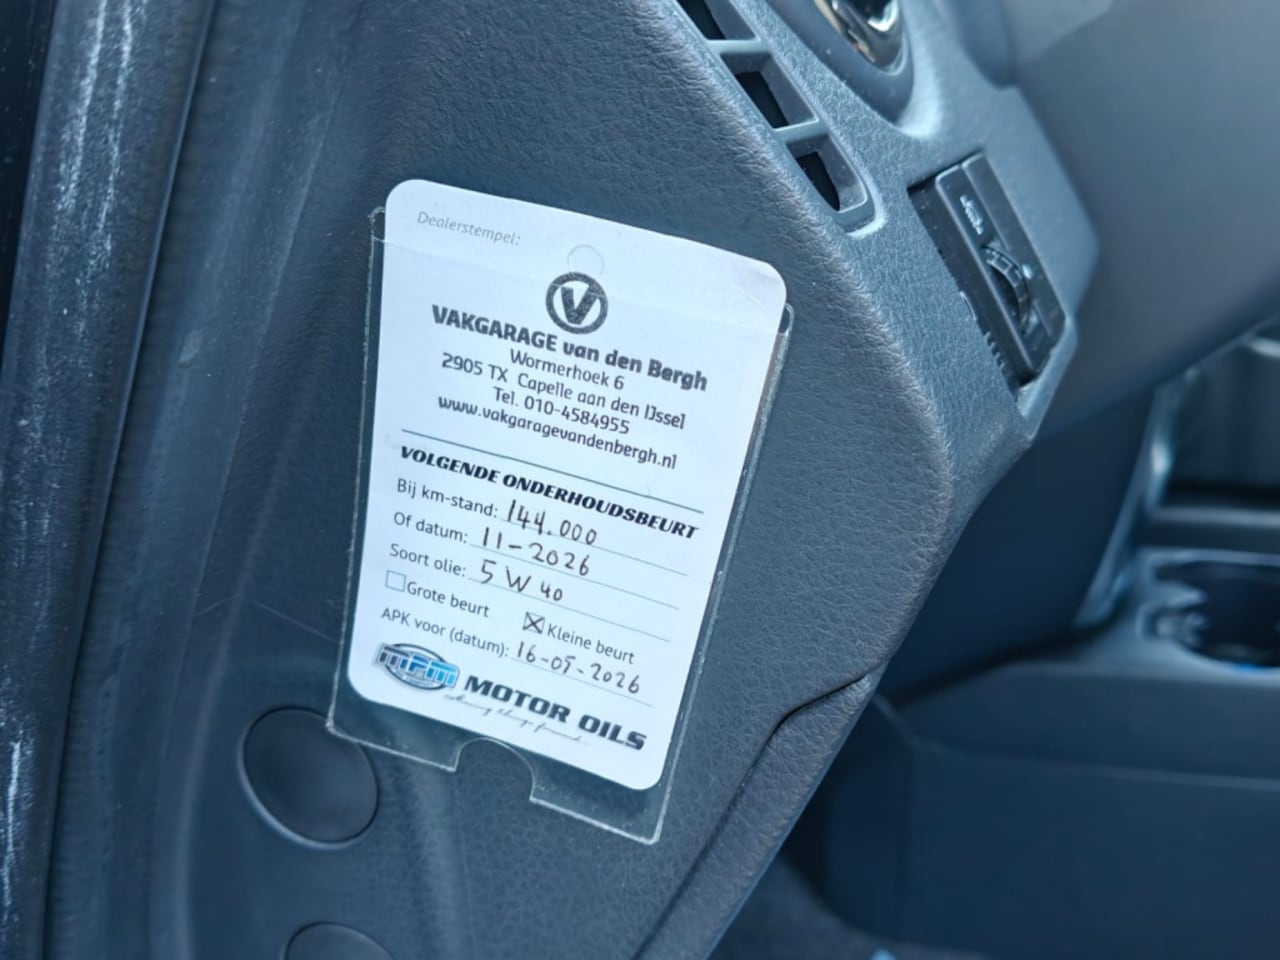 Dealerstempel:
VAKGARAGE van den Bergh
Wormerhoek 6
2905 TX Capelle aan den IJssel
Tel. 010-4584955
www.vakgaragevandenbergh.nl
VOLGENDE ONDERHOUDSBEURT
Bij km-stand: 144.000
Of datum: 11-2026
Soort olie: 5W40
Grote beurt Kleine beurt
APK voor (datum): 16-05-2026
MPM MOTOR OILS